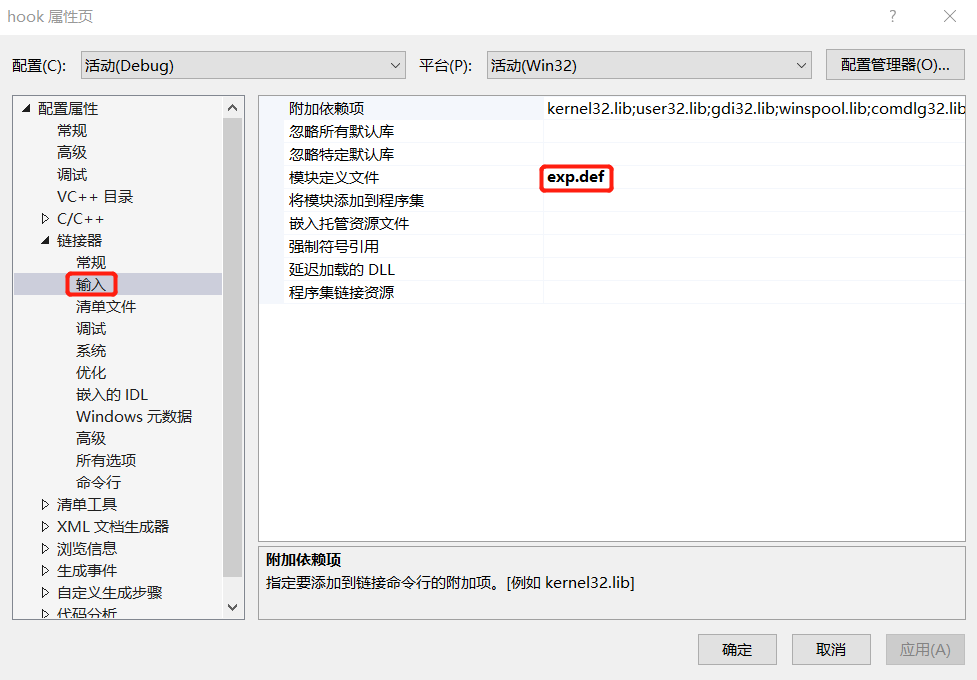 hook 属性页
配置(C): 活动(Debug) 平台(P): 活动(Win32) 配置管理器(O)...
配置属性
常规
高级
调试
VC++ 目录
C/C++
链接器
常规
输入
清单文件
调试
系统
优化
嵌入的 IDL
Windows 元数据
高级
所有选项
命令行
清单工具
XML 文档生成器
浏览信息
生成事件
自定义生成步骤
代码分析
附加依赖项 kernel32.lib;user32.lib;gdi32.lib;winspool.lib;comdlg32.lib
忽略所有默认库
忽略特定默认库
模块定义文件 exp.def
将模块添加到程序集
嵌入托管资源文件
强制符号引用
延迟加载的 DLL
程序集链接资源
附加依赖项
指定要添加到链接命令行的附加项。[例如 kernel32.lib]
确定 取消 应用(A)